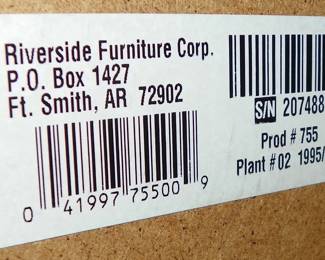 Riverside Furniture Corp.
P.O. Box 1427
Ft. Smith, AR 72902
0 41997 75500 9
S/N 207488
Prod # 755
Plant # 02 1995/